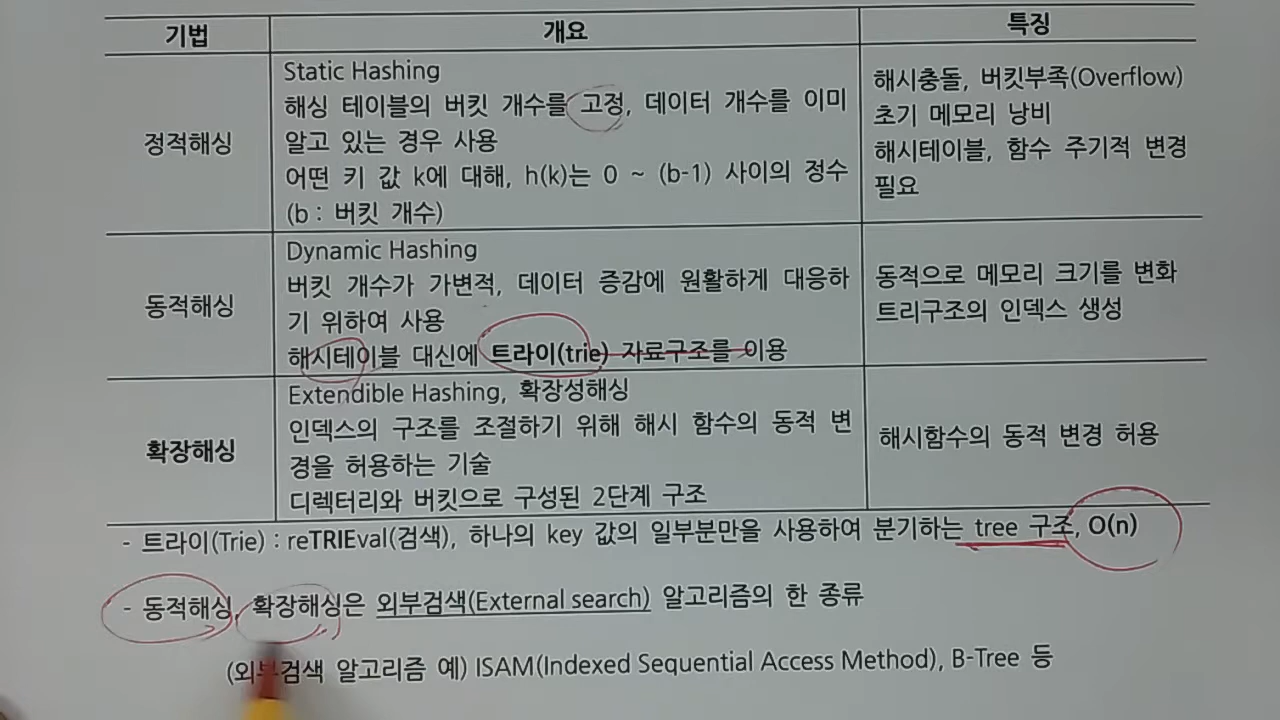 기법 개요 특징
정적해싱
Static Hashing
해싱 테이블의 버킷 개수를 고정, 데이터 개수를 이미
알고 있는 경우 사용
어떤 키 값 k에 대해, h(k)는 0 ~ (b-1) 사이의 정수
(b : 버킷 개수)
해시충돌, 버킷부족(Overflow)
초기 메모리 낭비
해시테이블, 함수 주기적 변경
필요
동적해싱
Dynamic Hashing
버킷 개수가 가변적, 데이터 증감에 원활하게 대응하
기 위하여 사용
해시테이블 대신에 트라이(trie) 자료구조를 이용
동적으로 메모리 크기를 변화
트리구조의 인덱스 생성
확장해싱
Extendible Hashing, 확장성해싱
인덱스의 구조를 조절하기 위해 해시 함수의 동적 변
경을 허용하는 기술
디렉터리와 버킷으로 구성된 2단계 구조
해시함수의 동적 변경 허용
- 트라이(Trie) : reTRIEval(검색), 하나의 key 값의 일부분만을 사용하여 분기하는 tree 구조, O(n)
- 동적해싱, 확장해싱은 외부검색(External search) 알고리즘의 한 종류
(외부검색 알고리즘 예) ISAM(Indexed Sequential Access Method), B-Tree 등